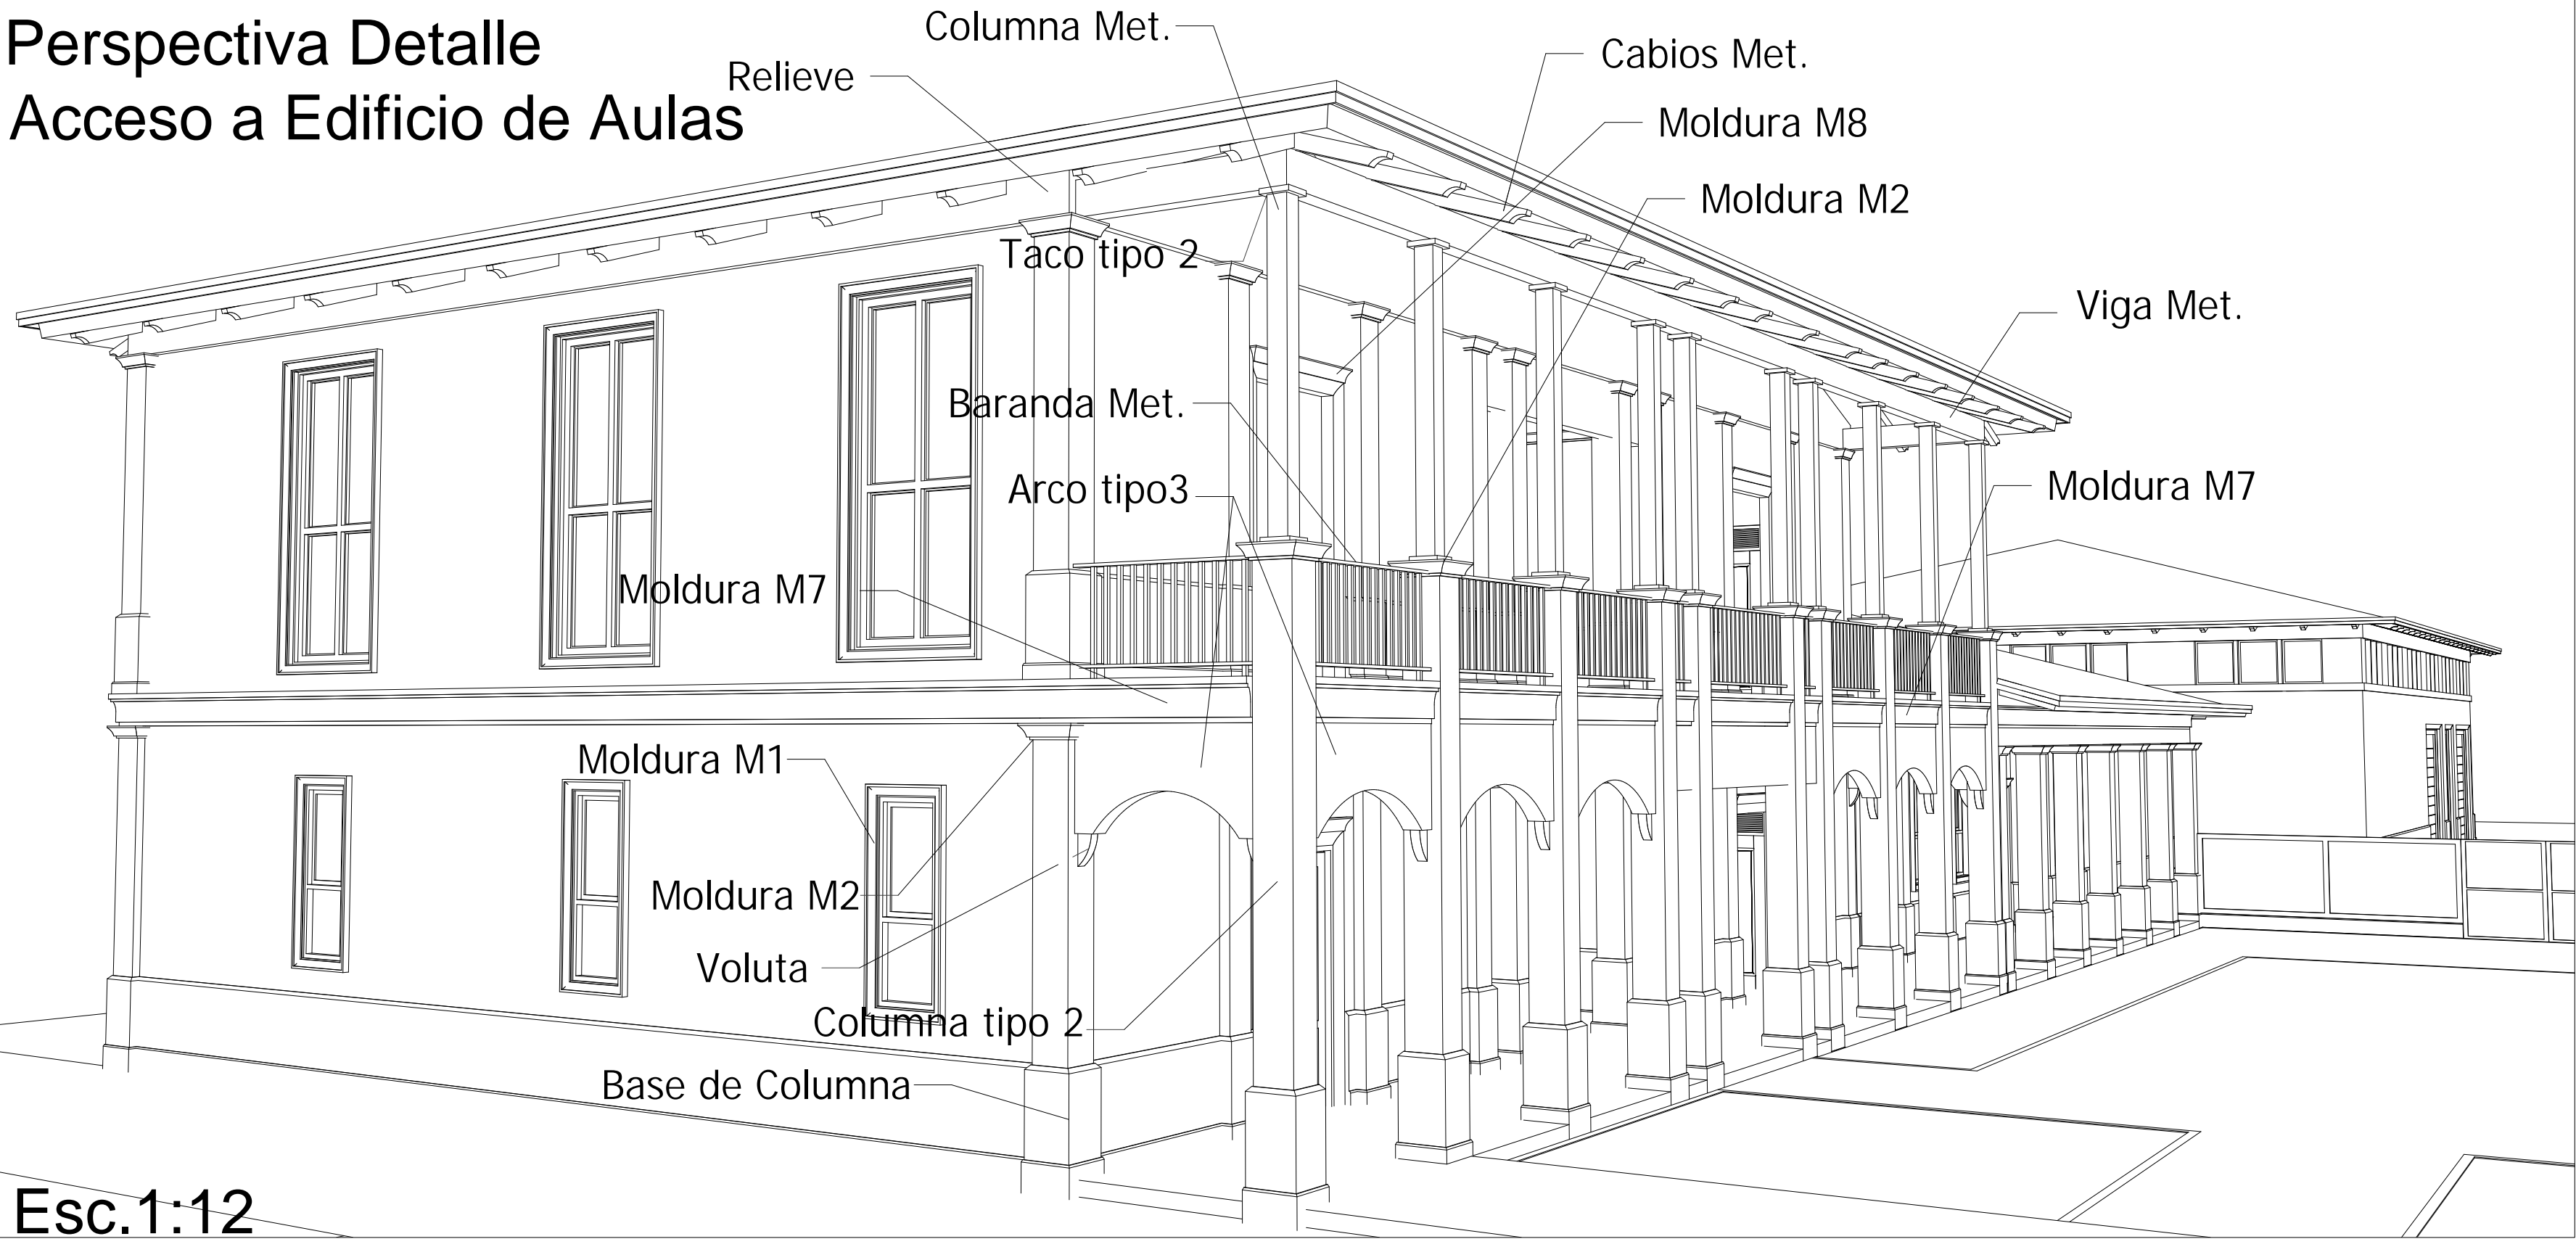 Perspectiva Detalle
Acceso a Edificio de Aulas
Columna Met.
Relieve
Cabios Met.
Moldura M8
Moldura M2
Taco tipo 2
Viga Met.
Baranda Met.
Arco tipo3
Moldura M7
Moldura M7
Moldura M1
Moldura M2
Voluta
Columna tipo 2
Base de Columna
Esc.1:12